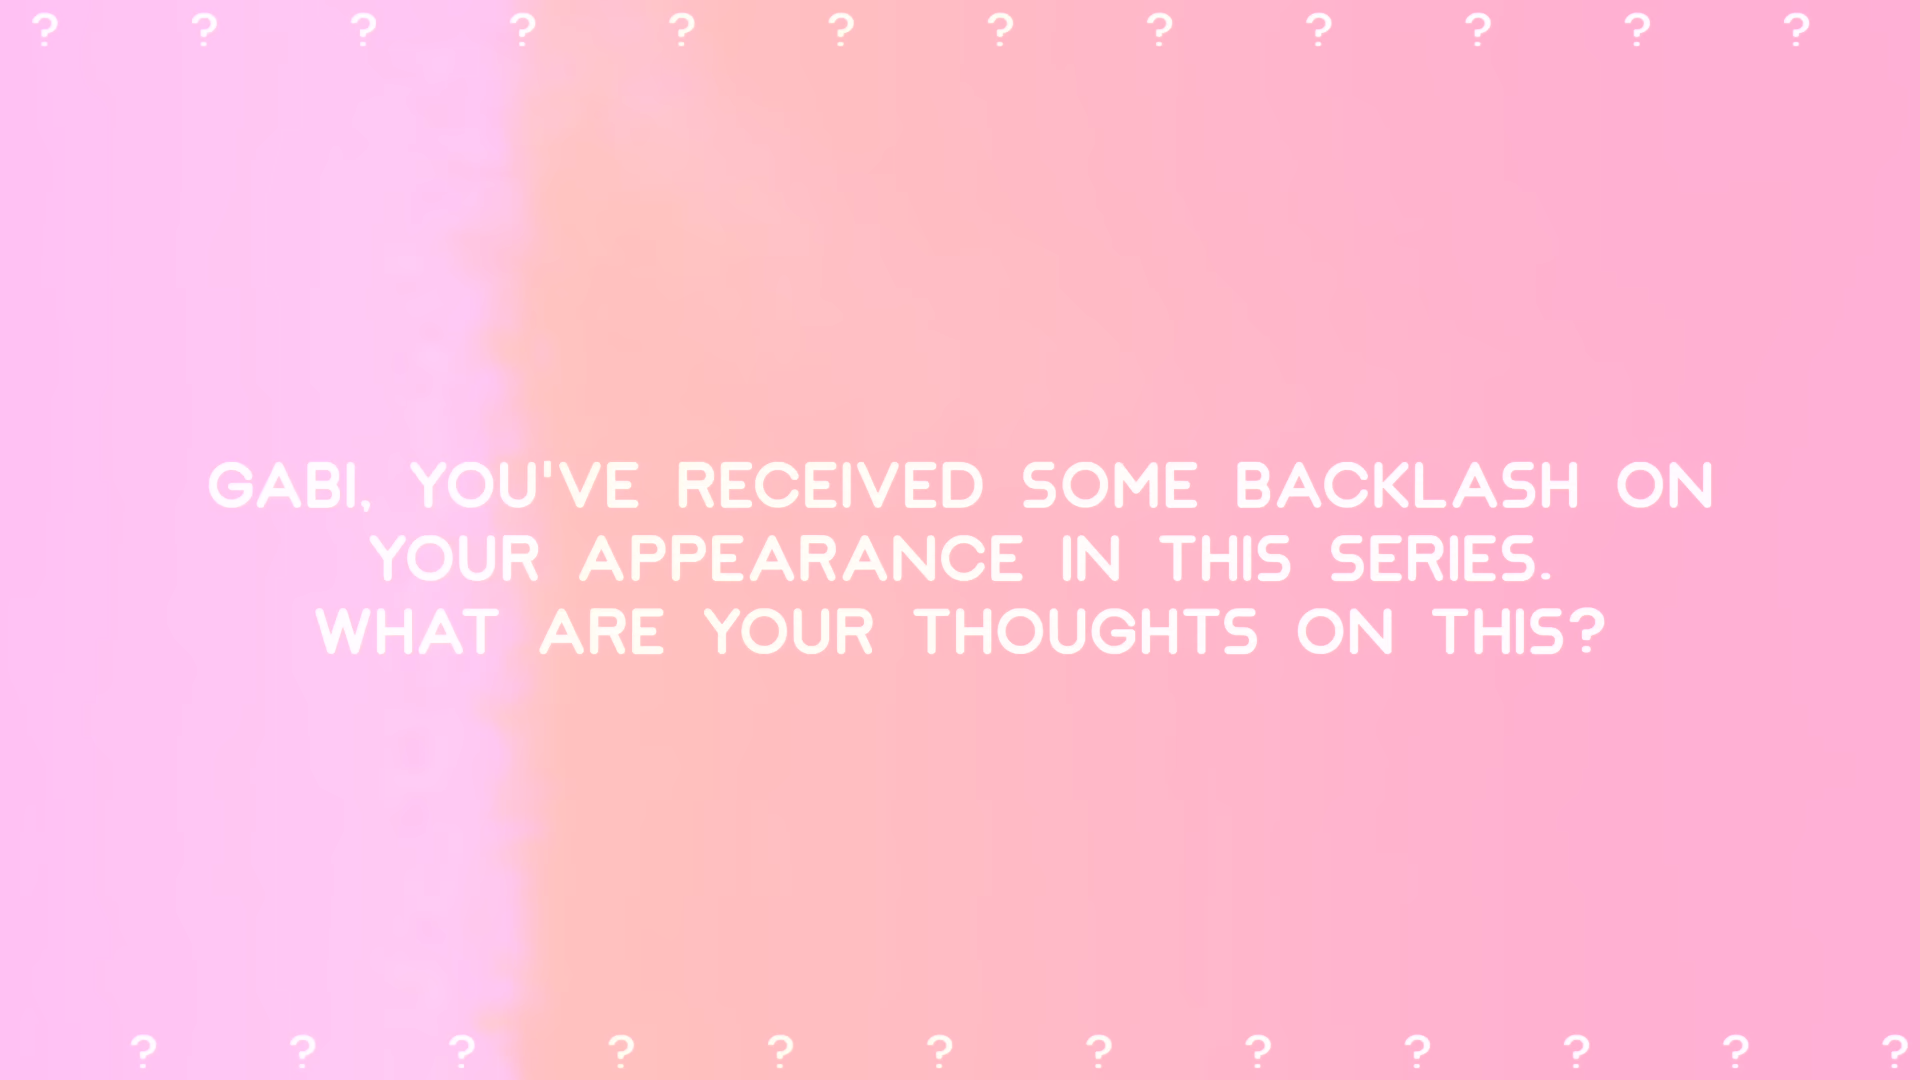 ? ? ? ? ? ? ? ? ? ? ? ?
GABI, YOU'VE RECEIVED SOME BACKLASH ON
YOUR APPEARANCE IN THIS SERIES.
WHAT ARE YOUR THOUGHTS ON THIS?
? ? ? ? ? ? ? ? ? ? ? ?